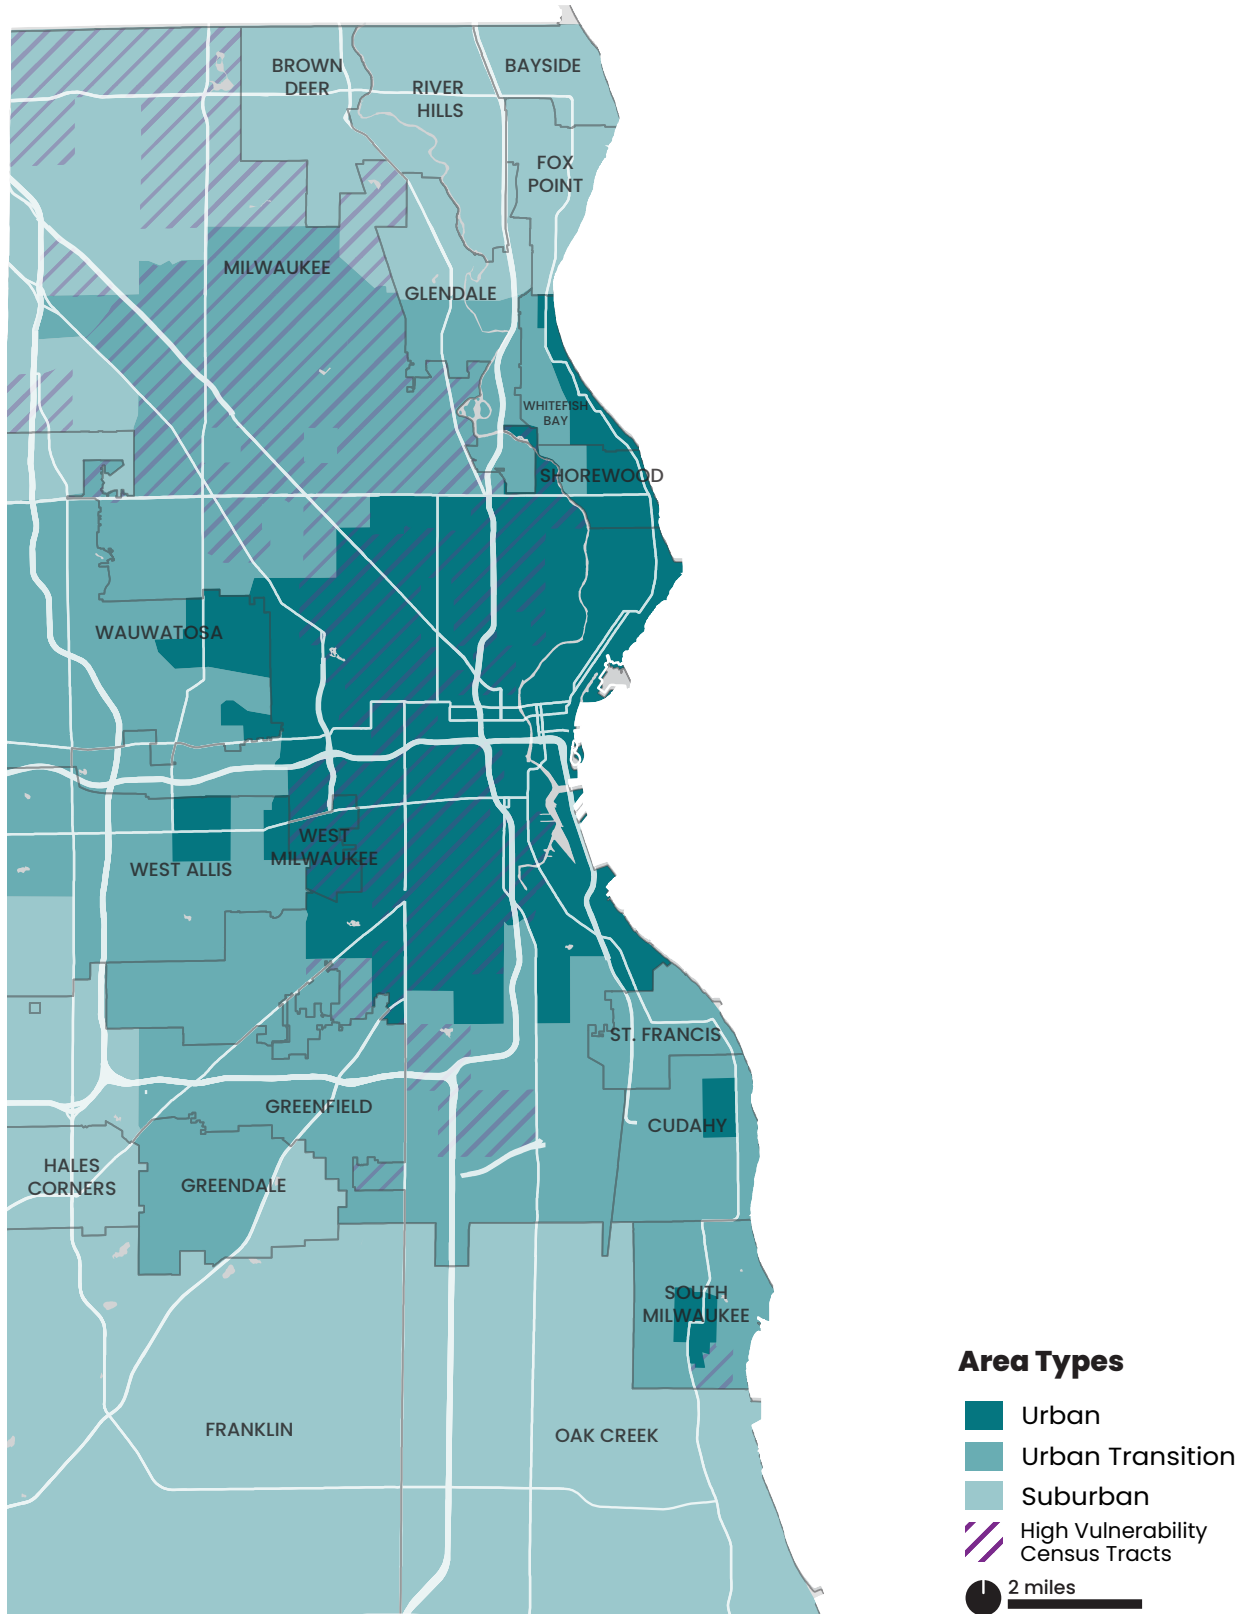 BROWN
DEER
RIVER
HILLS
BAYSIDE
FOX
POINT
MILWAUKEE
GLENDALE
WHITEFISH
BAY
SHOREWOOD
WAUWATOSA
WEST
MILWAUKEE
WEST ALLIS
ST. FRANCIS
GREENFIELD
CUDAHY
HALES
CORNERS
GREENDALE
SOUTH
MILWAUKEE
FRANKLIN
OAK CREEK
Area Types
Urban
Urban Transition
Suburban
High Vulnerability
Census Tracts
2 miles